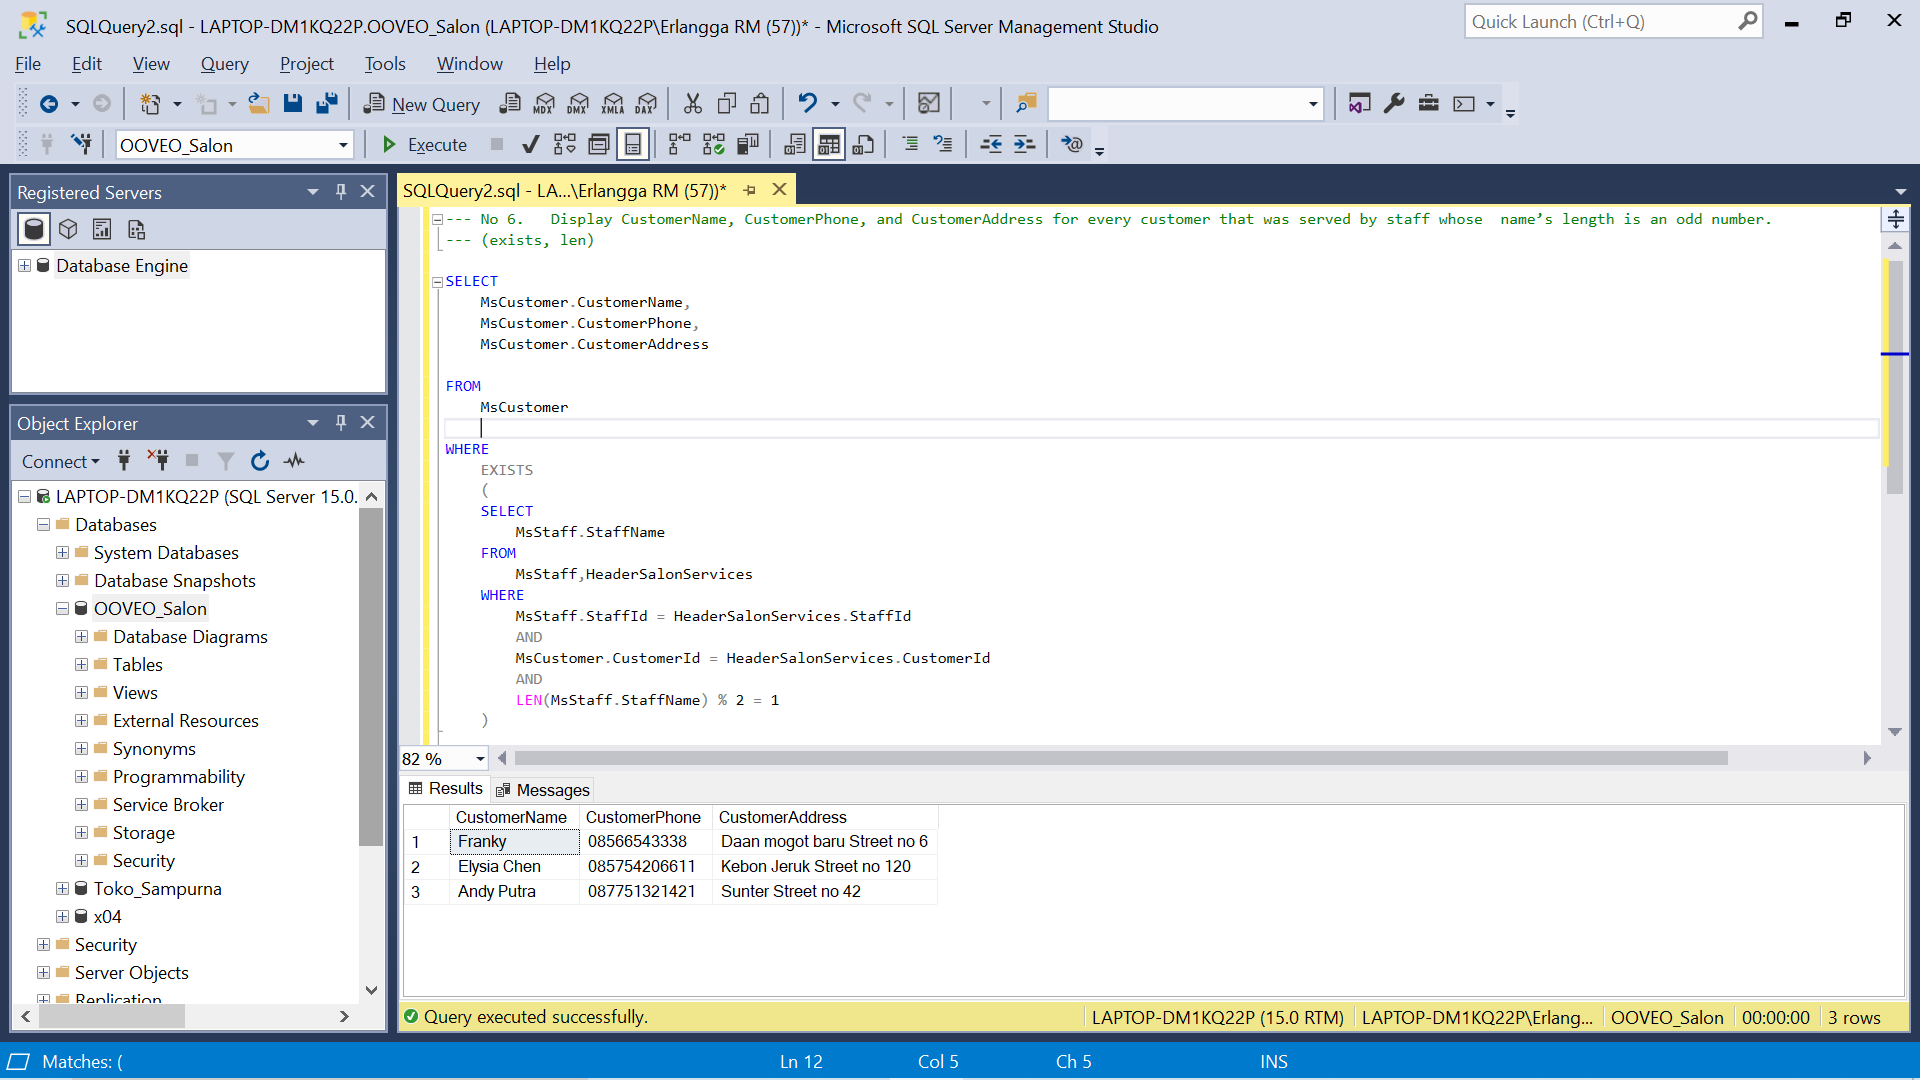 SQLQuery2.sql - LAPTOP-DM1KQ22P.OOVEO_Salon (LAPTOP-DM1KQ22P\Erlangga RM (57))* - Microsoft SQL Server Management Studio
Quick Launch (Ctrl+Q)
File Edit View Query Project Tools Window Help
New Query MDX DMX XMLA DAX
OOVEO_Salon Execute
Registered Servers
Database Engine
Object Explorer
Connect
LAPTOP-DM1KQ22P (SQL Server 15.0.
Databases
System Databases
Database Snapshots
OOVEO_Salon
Database Diagrams
Tables
Views
External Resources
Synonyms
Programmability
Service Broker
Storage
Security
Toko_Sampurna
x04
Security
Server Objects
Replication
SQLQuery2.sql - LA...\Erlangga RM (57))*
--- No 6.   Display CustomerName, CustomerPhone, and CustomerAddress for every customer that was served by staff whose  name’s length is an odd number.
--- (exists, len)
SELECT
MsCustomer.CustomerName,
MsCustomer.CustomerPhone,
MsCustomer.CustomerAddress
FROM
MsCustomer
WHERE
EXISTS
(
SELECT
MsStaff.StaffName
FROM
MsStaff,HeaderSalonServices
WHERE
MsStaff.StaffId = HeaderSalonServices.StaffId
AND
MsCustomer.CustomerId = HeaderSalonServices.CustomerId
AND
LEN(MsStaff.StaffName) % 2 = 1
)
82 %
Results Messages
CustomerName CustomerPhone CustomerAddress
1 Franky 08566543338 Daan mogot baru Street no 6
2 Elysia Chen 085754206611 Kebon Jeruk Street no 120
3 Andy Putra 087751321421 Sunter Street no 42
Query executed successfully. LAPTOP-DM1KQ22P (15.0 RTM) LAPTOP-DM1KQ22P\Erlang... OOVEO_Salon 00:00:00 3 rows
Matches: ( Ln 12 Col 5 Ch 5 INS